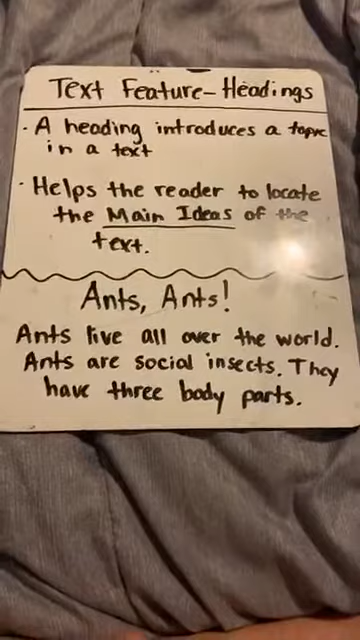 Text Feature-Headings
· A heading introduces a topic
in a text
· Helps the reader to locate
the Main Ideas of the
text.
Ants, Ants!
Ants live all over the world.
Ants are social insects. They
have three body parts.